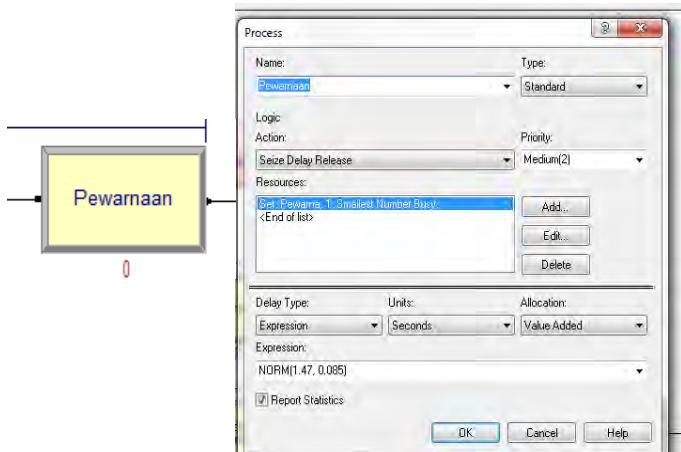 Process
Name:
Type:
Pewarnaan
Standard
Logic
Action:
Priority:
Seize Delay Release
Medium(2)
Resources:
Set, Pewarna, 1, Smallest Number Busy,
<End of list>
Add...
Edit...
Delete
Pewarnaan
0
Delay Type:
Units:
Allocation:
Expression
Seconds
Value Added
Expression:
NORM(1.47, 0.085)
Report Statistics
OK
Cancel
Help